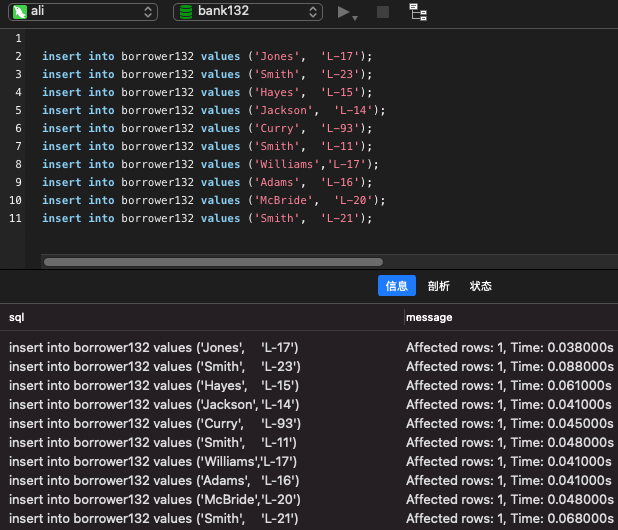 ali bank132
1
2 insert into borrower132 values ('Jones', 'L-17');
3 insert into borrower132 values ('Smith', 'L-23');
4 insert into borrower132 values ('Hayes', 'L-15');
5 insert into borrower132 values ('Jackson', 'L-14');
6 insert into borrower132 values ('Curry', 'L-93');
7 insert into borrower132 values ('Smith', 'L-11');
8 insert into borrower132 values ('Williams','L-17');
9 insert into borrower132 values ('Adams', 'L-16');
10 insert into borrower132 values ('McBride', 'L-20');
11 insert into borrower132 values ('Smith', 'L-21');
信息 剖析 状态
sql message
insert into borrower132 values ('Jones', 'L-17') Affected rows: 1, Time: 0.038000s
insert into borrower132 values ('Smith', 'L-23') Affected rows: 1, Time: 0.088000s
insert into borrower132 values ('Hayes', 'L-15') Affected rows: 1, Time: 0.061000s
insert into borrower132 values ('Jackson', 'L-14') Affected rows: 1, Time: 0.041000s
insert into borrower132 values ('Curry', 'L-93') Affected rows: 1, Time: 0.045000s
insert into borrower132 values ('Smith', 'L-11') Affected rows: 1, Time: 0.048000s
insert into borrower132 values ('Williams','L-17') Affected rows: 1, Time: 0.041000s
insert into borrower132 values ('Adams', 'L-16') Affected rows: 1, Time: 0.041000s
insert into borrower132 values ('McBride','L-20') Affected rows: 1, Time: 0.048000s
insert into borrower132 values ('Smith', 'L-21') Affected rows: 1, Time: 0.068000s